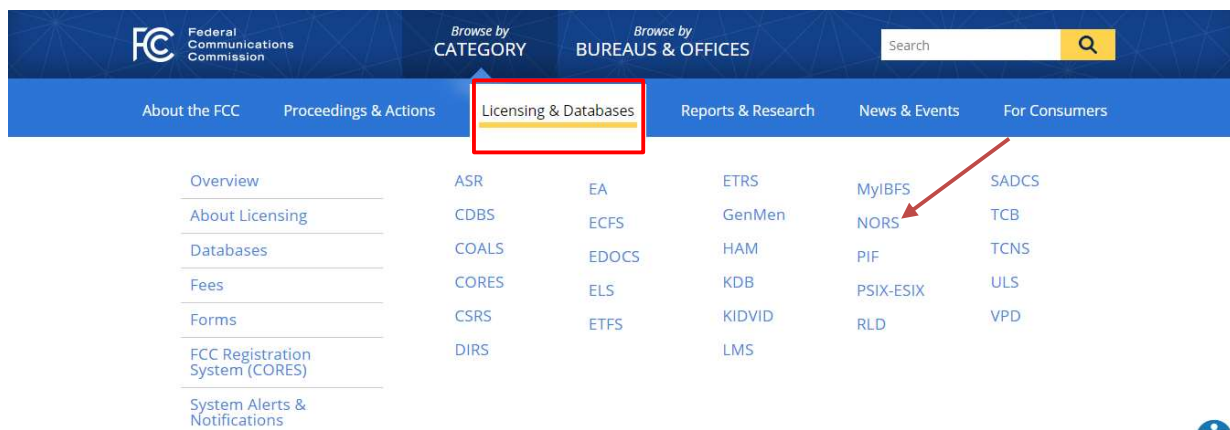 FC
Federal
Communications
Commission
Browse by
CATEGORY
Browse by
BUREAUS & OFFICES
Search
About the FCC
Proceedings & Actions
Licensing & Databases
Reports & Research
News & Events
For Consumers
Overview
About Licensing
Databases
Fees
Forms
FCC Registration
System (CORES)
System Alerts &
Notifications
ASR
CDBS
COALS
CORES
CSRS
DIRS
EA
ECFS
EDOCS
ELS
ETFS
ETRS
GenMen
HAM
KDB
KIDVID
LMS
MyIBFS
NORS
PIF
PSIX-ESIX
RLD
SADCS
TCB
TCNS
ULS
VPD